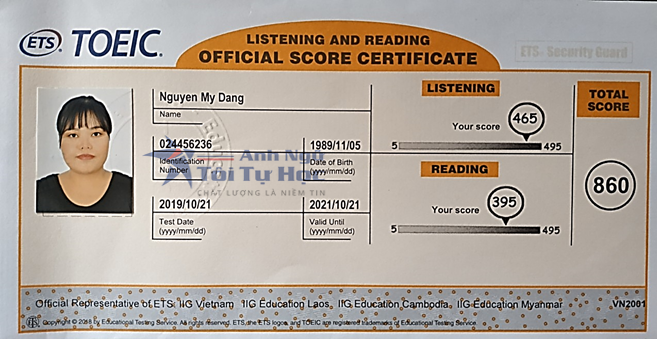 ETS® TOEIC®
LISTENING AND READING
OFFICIAL SCORE CERTIFICATE
ETS® Security Guard
Nguyen My Dang
Name
024456236
Identification
Number
1989/11/05
Date of Birth
(yyyy/mm/dd)
Anh Ngữ
Tôi Tự Học
CHẤT LƯỢNG LÀ NIỀM TIN
2019/10/21
Test Date
(yyyy/mm/dd)
2021/10/21
Valid Until
(yyyy/mm/dd)
LISTENING
Your score
465
5
495
READING
Your score
395
5
495
TOTAL
SCORE
860
Official Representative of ETS: IIG Vietnam IIG Education Laos IIG Education Cambodia IIG Education Myanmar VN2001
Copyright © 2018 by Educational Testing Service. All rights reserved. ETS, the ETS logos, and TOEIC are registered trademarks of Educational Testing Service.